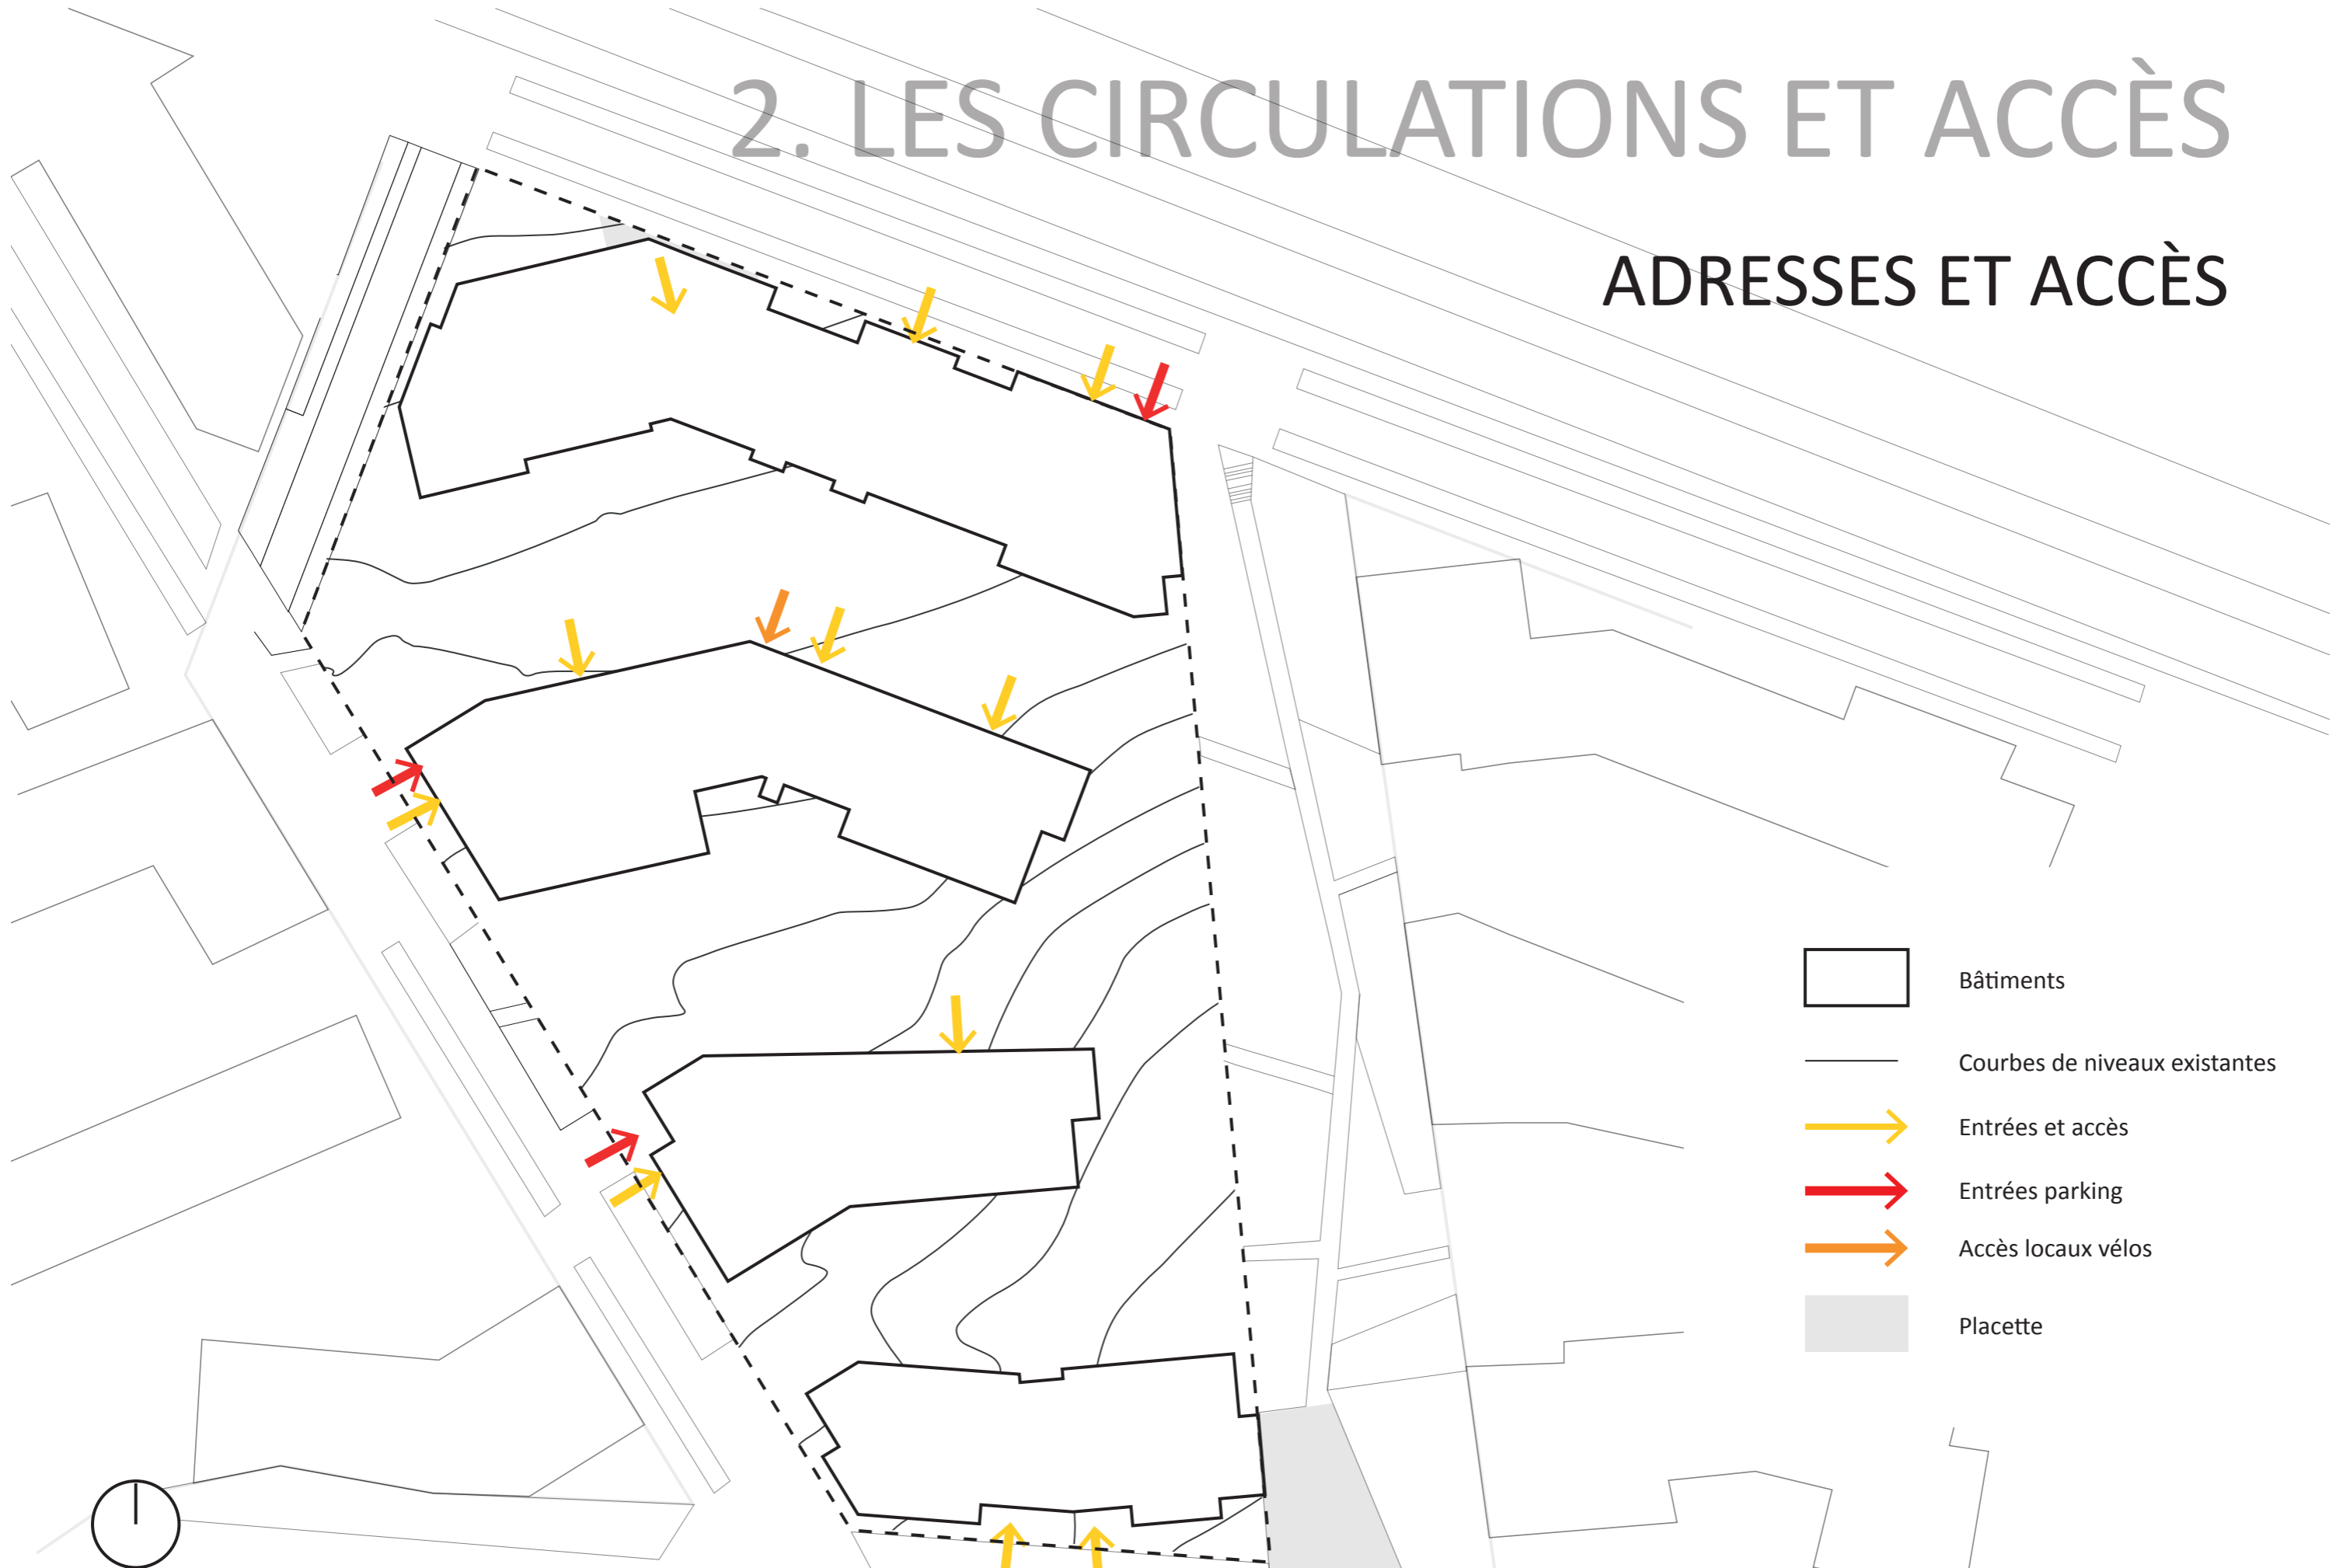 2. LES CIRCULATIONS ET ACCÈS
ADRESSES ET ACCÈS
Bâtiments
Courbes de niveaux existantes
Entrées et accès
Entrées parking
Accès locaux vélos
Placette